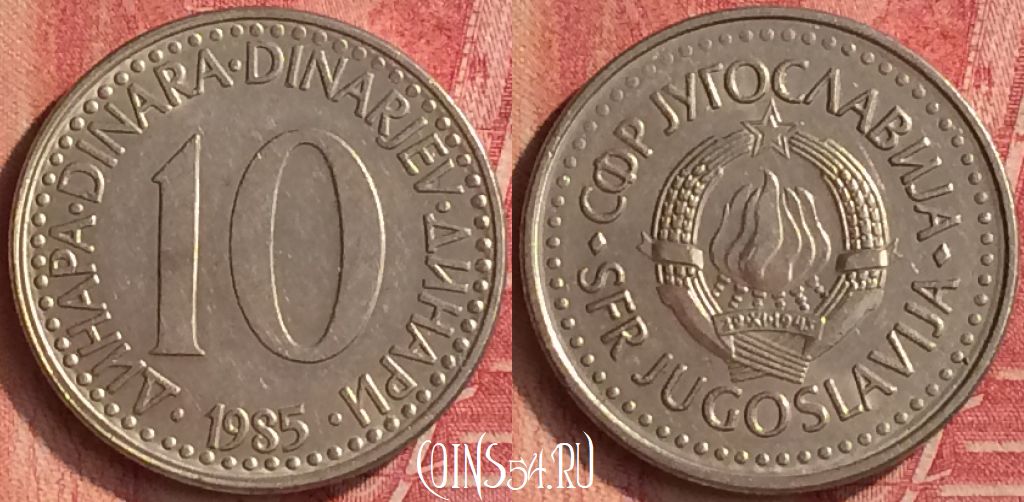 ДИНАРА · DINARA · DINARJEV · ДИНАРИ ·
10
1985
· СФР ЈУГОСЛАВИЈА ·
SFR JUGOSLAVIJA
29·XI·1943
COINS54.RU